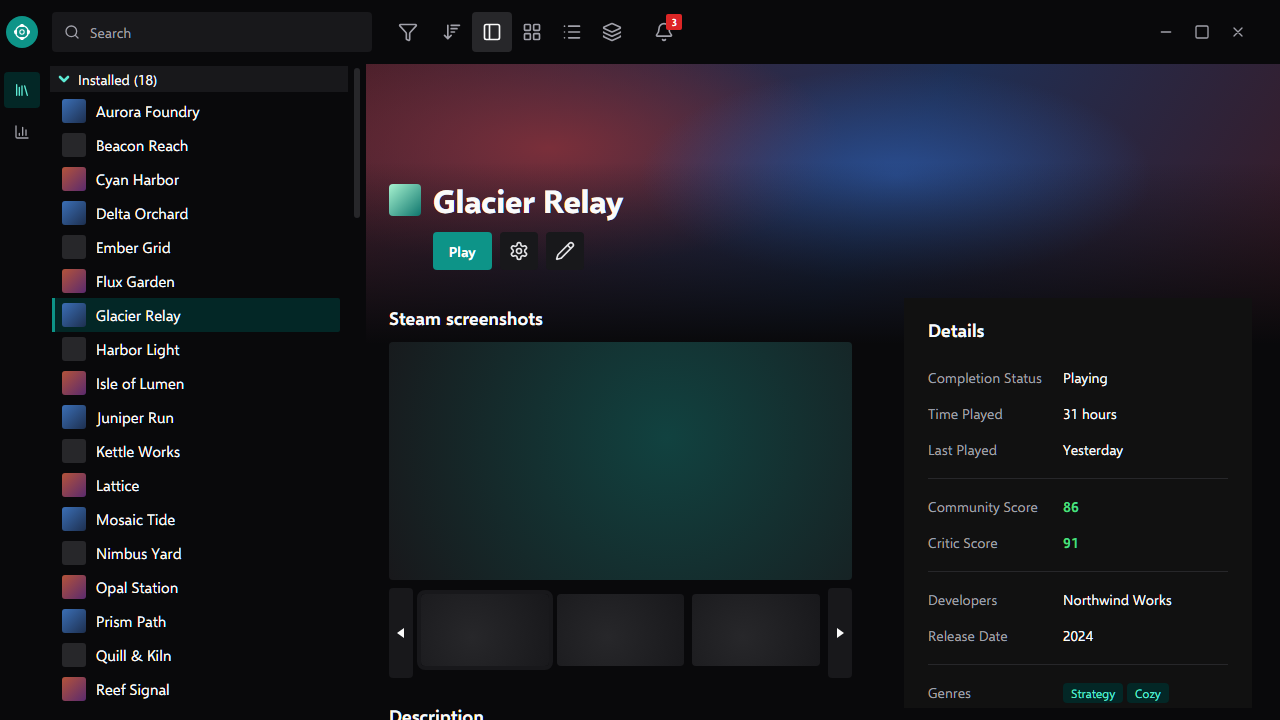 Search
3
Installed (18)
Aurora Foundry
Beacon Reach
Cyan Harbor
Delta Orchard
Ember Grid
Flux Garden
Glacier Relay
Harbor Light
Isle of Lumen
Juniper Run
Kettle Works
Lattice
Mosaic Tide
Nimbus Yard
Opal Station
Prism Path
Quill & Kiln
Reef Signal
Glacier Relay
Play
Steam screenshots
Description
Details
Completion Status Playing
Time Played 31 hours
Last Played Yesterday
Community Score 86
Critic Score 91
Developers Northwind Works
Release Date 2024
Genres Strategy Cozy